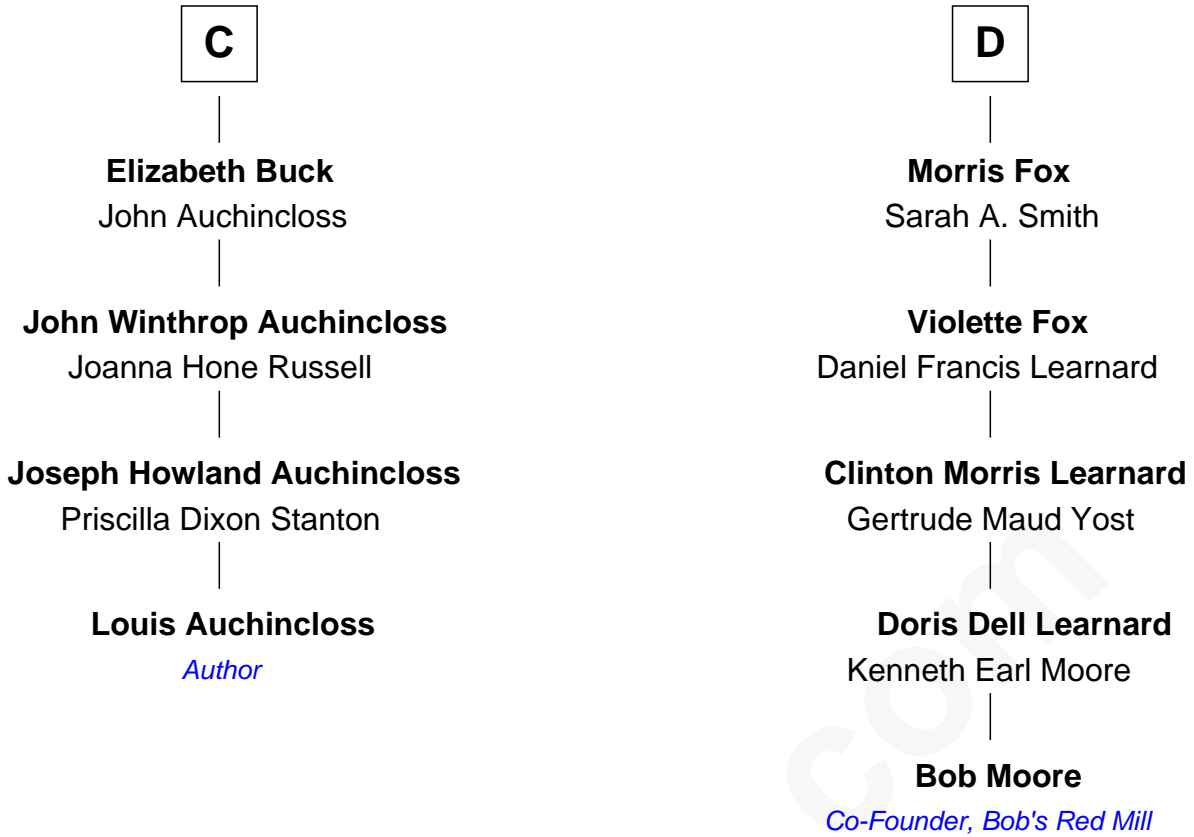 C
Elizabeth Buck
John Auchincloss
John Winthrop Auchincloss
Joanna Hone Russell
Joseph Howland Auchincloss
Priscilla Dixon Stanton
Louis Auchincloss
Author
D
Morris Fox
Sarah A. Smith
Violette Fox
Daniel Francis Learnard
Clinton Morris Learnard
Gertrude Maud Yost
Doris Dell Learnard
Kenneth Earl Moore
Bob Moore
Co-Founder, Bob's Red Mill
com